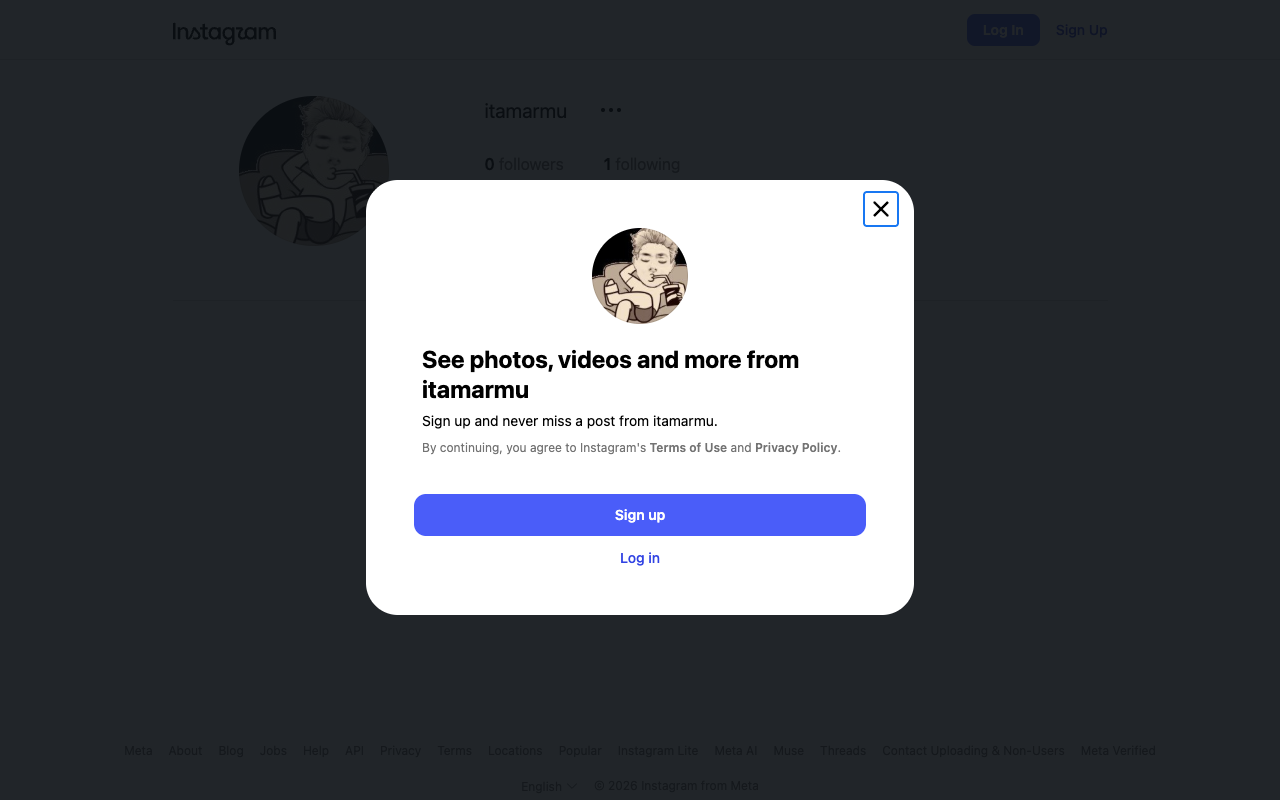 Instagram
Log In
Sign Up
itamarmu
0 followers
1 following
See photos, videos and more from
itamarmu
Sign up and never miss a post from itamarmu.
By continuing, you agree to Instagram's Terms of Use and Privacy Policy.
Sign up
Log in
Meta About Blog Jobs Help API Privacy Terms Locations Popular Instagram Lite Meta AI Muse Threads Contact Uploading & Non-Users Meta Verified
English © 2026 Instagram from Meta